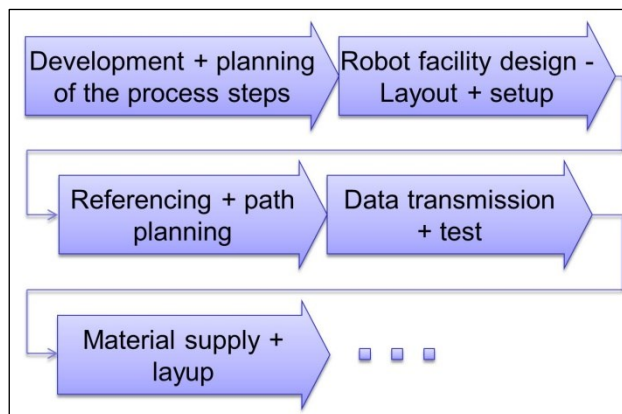 Development + planning
of the process steps
Robot facility design -
Layout + setup
Referencing + path
planning
Data transmission
+ test
Material supply +
layup